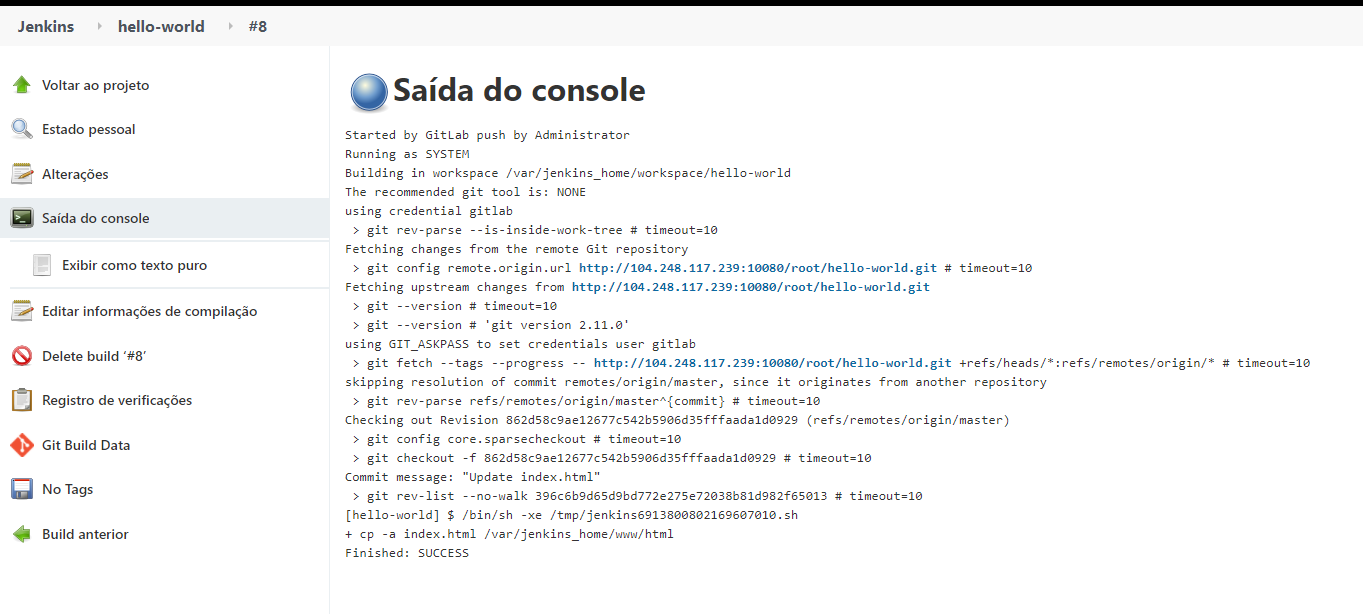 Jenkins hello-world #8
Voltar ao projeto
Estado pessoal
Alterações
Saída do console
Exibir como texto puro
Editar informações de compilação
Delete build ‘#8’
Registro de verificações
Git Build Data
No Tags
Build anterior
Saída do console
Started by GitLab push by Administrator
Running as SYSTEM
Building in workspace /var/jenkins_home/workspace/hello-world
The recommended git tool is: NONE
using credential gitlab
> git rev-parse --is-inside-work-tree # timeout=10
Fetching changes from the remote Git repository
> git config remote.origin.url http://104.248.117.239:10080/root/hello-world.git # timeout=10
Fetching upstream changes from http://104.248.117.239:10080/root/hello-world.git
> git --version # timeout=10
> git --version # 'git version 2.11.0'
using GIT_ASKPASS to set credentials user gitlab
> git fetch --tags --progress -- http://104.248.117.239:10080/root/hello-world.git +refs/heads/*:refs/remotes/origin/* # timeout=10
skipping resolution of commit remotes/origin/master, since it originates from another repository
> git rev-parse refs/remotes/origin/master^{commit} # timeout=10
Checking out Revision 862d58c9ae12677c542b5906d35fffaada1d0929 (refs/remotes/origin/master)
> git config core.sparsecheckout # timeout=10
> git checkout -f 862d58c9ae12677c542b5906d35fffaada1d0929 # timeout=10
Commit message: "Update index.html"
> git rev-list --no-walk 396c6b9d65d9bd772e275e72038b81d982f65013 # timeout=10
[hello-world] $ /bin/sh -xe /tmp/jenkins6913800802169607010.sh
+ cp -a index.html /var/jenkins_home/www/html
Finished: SUCCESS